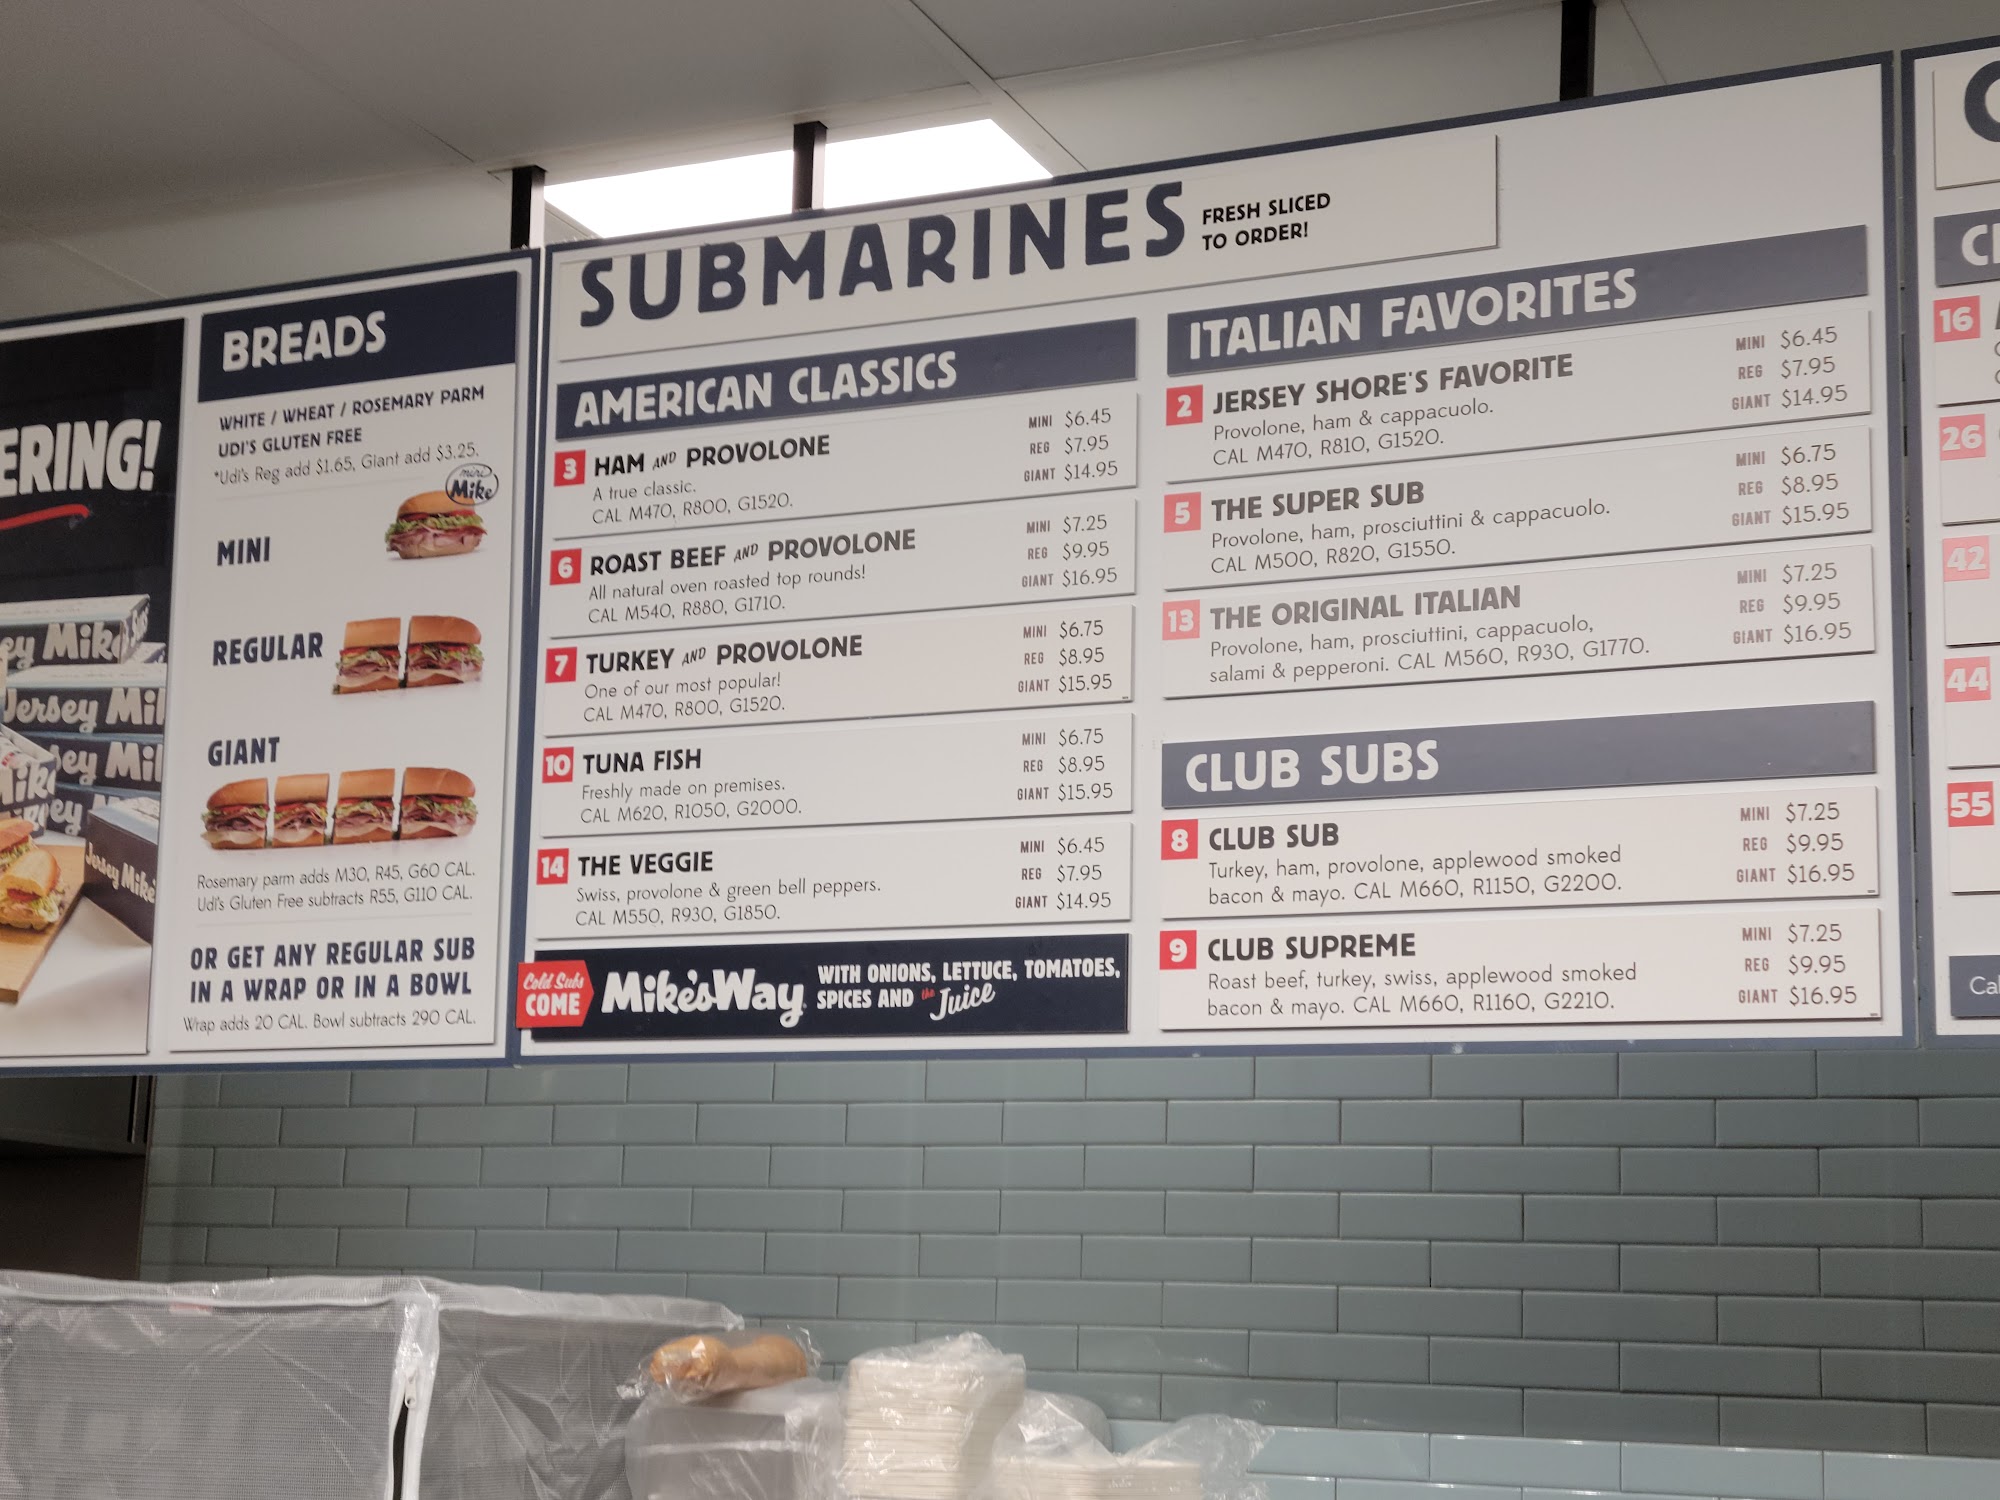 ERING!
ey Mike
Subs
Jersey Mi
sey Mi
Mike
ey
Jersey Mike
BREADS
WHITE / WHEAT / ROSEMARY PARM
UDI'S GLUTEN FREE
*Udi's Reg add $1.65, Giant add $3.25.
mini
Mike
MINI
REGULAR
GIANT
Rosemary parm adds M30, R45, G60 CAL.
Udi's Gluten Free subtracts R55, G110 CAL.
OR GET ANY REGULAR SUB
IN A WRAP OR IN A BOWL
Wrap adds 20 CAL. Bowl subtracts 290 CAL.
SUBMARINES
FRESH SLICED
TO ORDER!
AMERICAN CLASSICS
3 HAM AND PROVOLONE
A true classic.
CAL M470, R800, G1520.
MINI $6.45
REG $7.95
GIANT $14.95
6 ROAST BEEF AND PROVOLONE
All natural oven roasted top rounds!
CAL M540, R880, G1710.
MINI $7.25
REG $9.95
GIANT $16.95
7 TURKEY AND PROVOLONE
One of our most popular!
CAL M470, R800, G1520.
MINI $6.75
REG $8.95
GIANT $15.95
10 TUNA FISH
Freshly made on premises.
CAL M620, R1050, G2000.
MINI $6.75
REG $8.95
GIANT $15.95
14 THE VEGGIE
Swiss, provolone & green bell peppers.
CAL M550, R930, G1850.
MINI $6.45
REG $7.95
GIANT $14.95
Cold Subs
COME
Mike's Way
WITH ONIONS, LETTUCE, TOMATOES,
SPICES AND the Juice
ITALIAN FAVORITES
2 JERSEY SHORE'S FAVORITE
Provolone, ham & cappacuolo.
CAL M470, R810, G1520.
MINI $6.45
REG $7.95
GIANT $14.95
5 THE SUPER SUB
Provolone, ham, prosciuttini & cappacuolo.
CAL M500, R820, G1550.
MINI $6.75
REG $8.95
GIANT $15.95
13 THE ORIGINAL ITALIAN
Provolone, ham, prosciuttini, cappacuolo,
salami & pepperoni. CAL M560, R930, G1770.
MINI $7.25
REG $9.95
GIANT $16.95
CLUB SUBS
8 CLUB SUB
Turkey, ham, provolone, applewood smoked
bacon & mayo. CAL M660, R1150, G2200.
MINI $7.25
REG $9.95
GIANT $16.95
9 CLUB SUPREME
Roast beef, turkey, swiss, applewood smoked
bacon & mayo. CAL M660, R1160, G2210.
MINI $7.25
REG $9.95
GIANT $16.95
16
26
42
44
55
Cal